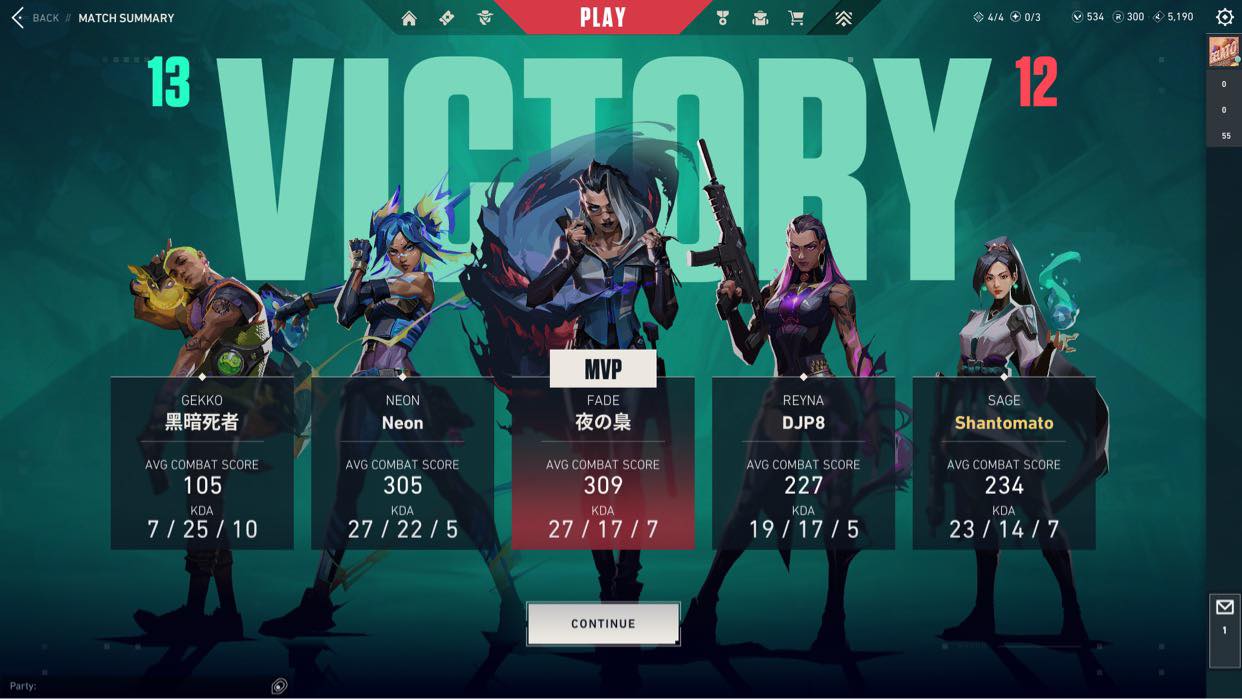 BACK // MATCH SUMMARY
PLAY
4/4 0/3 534 300 5,190
13
VICTORY
12
GELATO
0
0
55
MVP
GEKKO
黑暗死者
AVG COMBAT SCORE
105
KDA
7 / 25 / 10
NEON
Neon
AVG COMBAT SCORE
305
KDA
27 / 22 / 5
FADE
夜の梟
AVG COMBAT SCORE
309
KDA
27 / 17 / 7
REYNA
DJP8
AVG COMBAT SCORE
227
KDA
19 / 17 / 5
SAGE
Shantomato
AVG COMBAT SCORE
234
KDA
23 / 14 / 7
CONTINUE
1
Party: